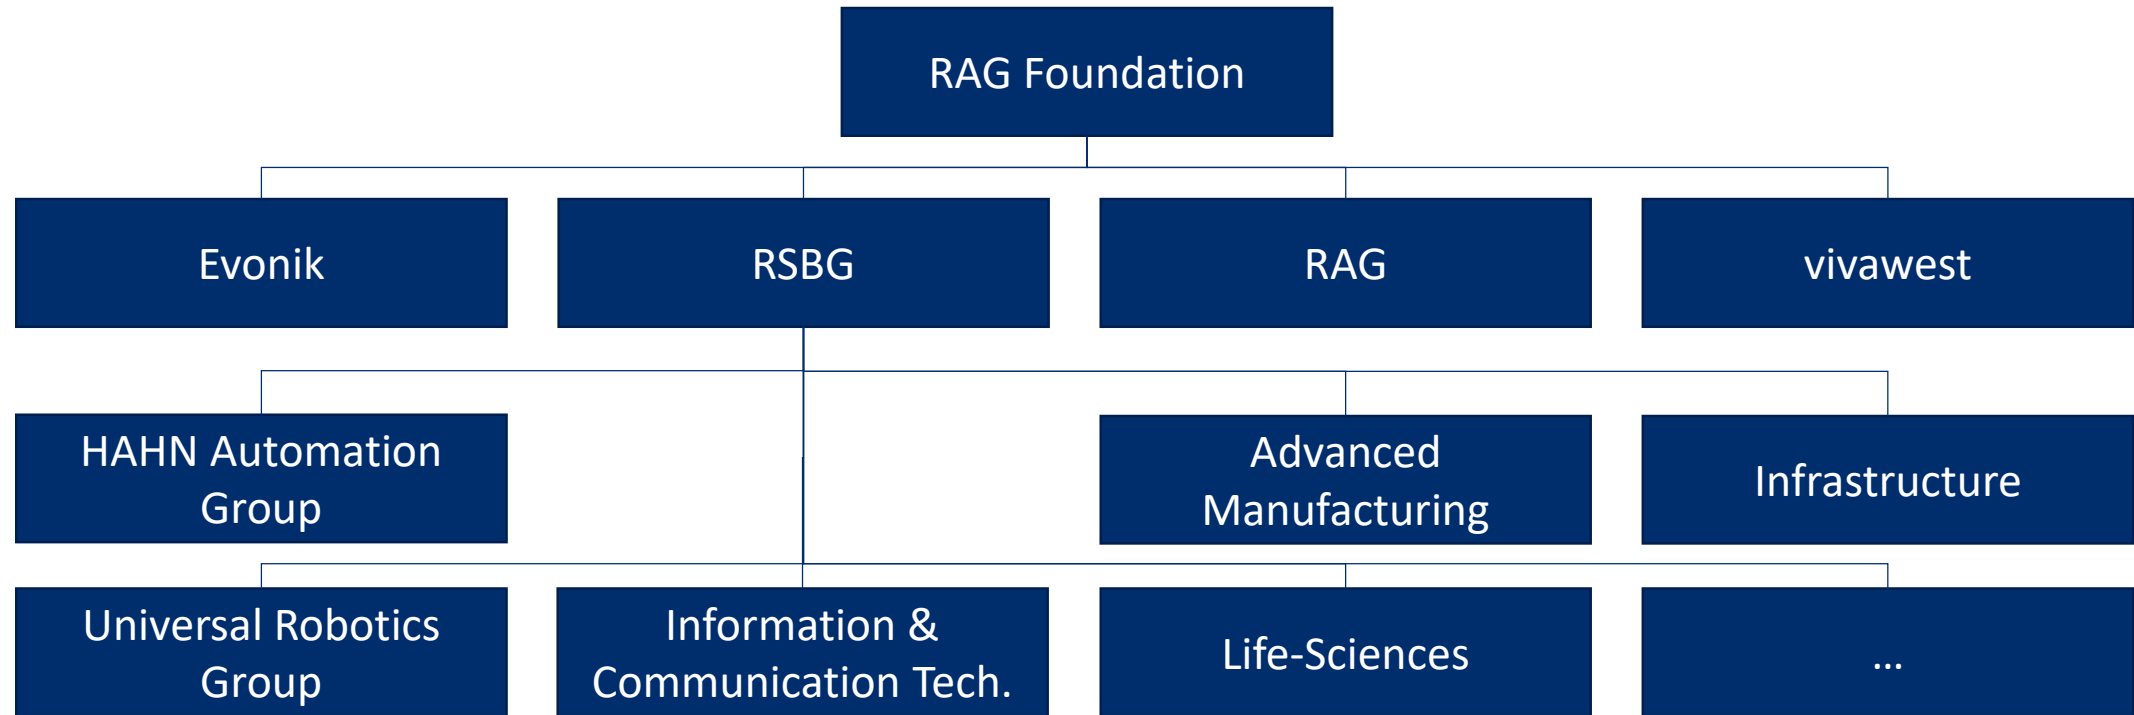 RAG Foundation
Evonik
RSBG
RAG
vivawest
HAHN Automation
Group
Advanced
Manufacturing
Infrastructure
Universal Robotics
Group
Information &
Communication Tech.
Life-Sciences
...